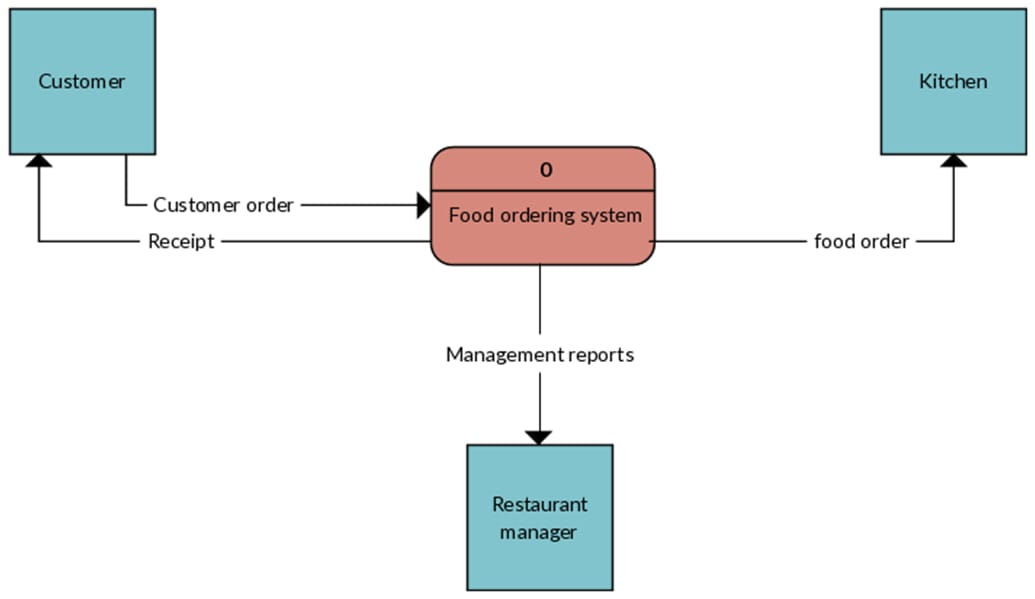 Customer
Kitchen
0
Customer order
Food ordering system
Receipt
food order
Management reports
Restaurant
manager